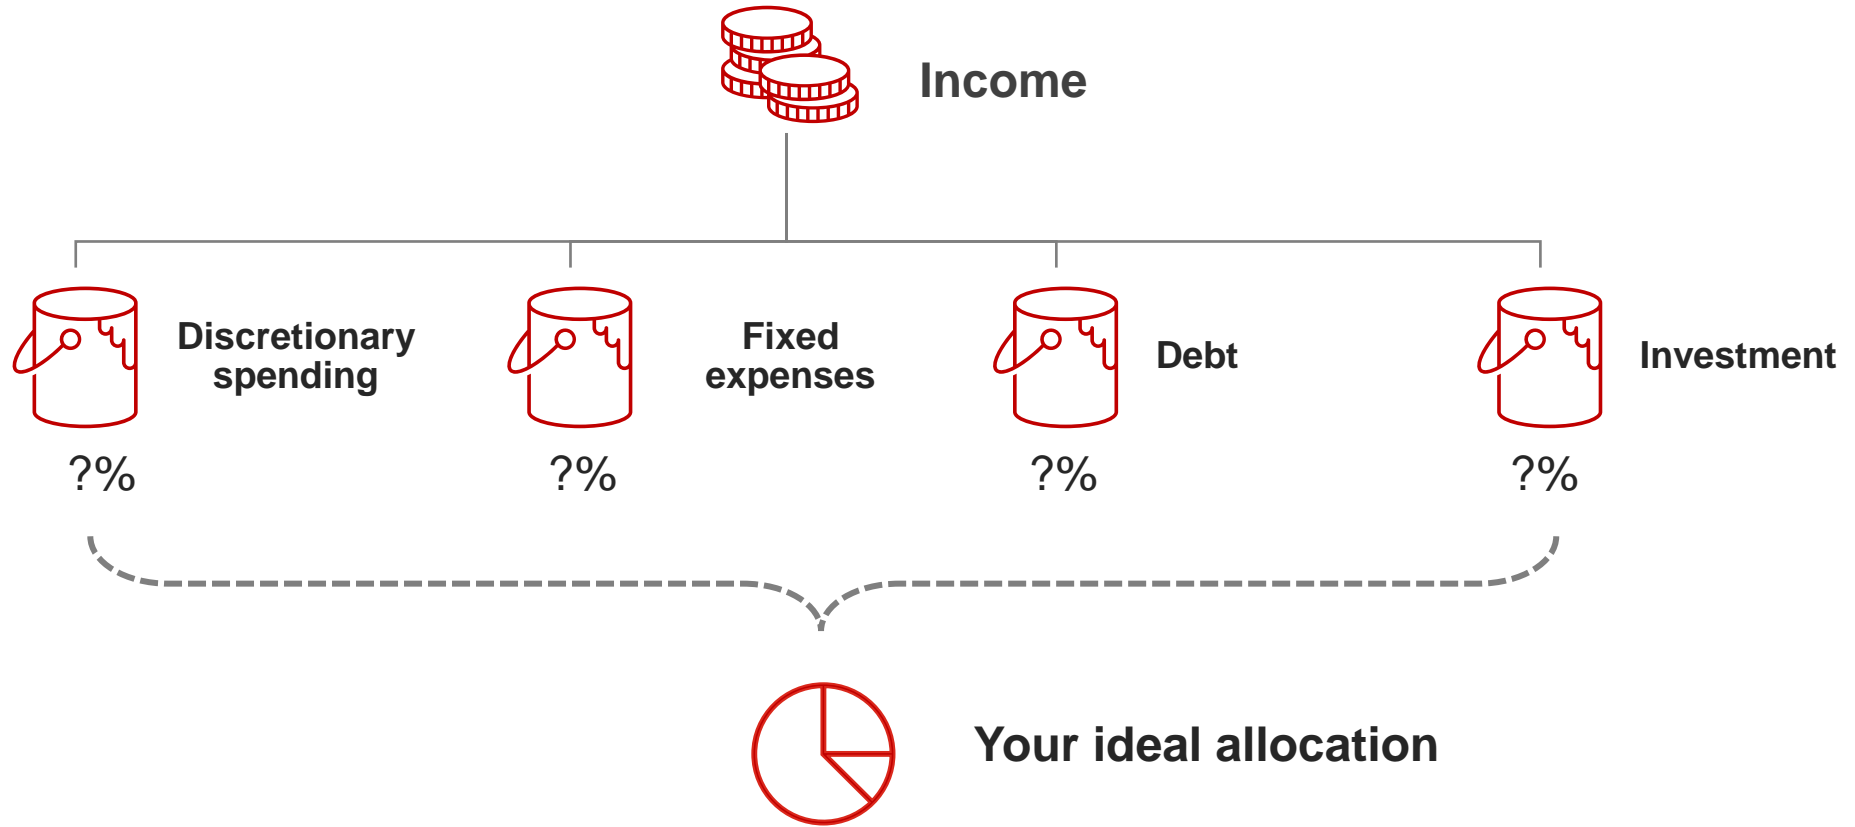 Income
Discretionary
spending
Fixed
expenses
Debt
Investment
?%
?%
?%
?%
Your ideal allocation